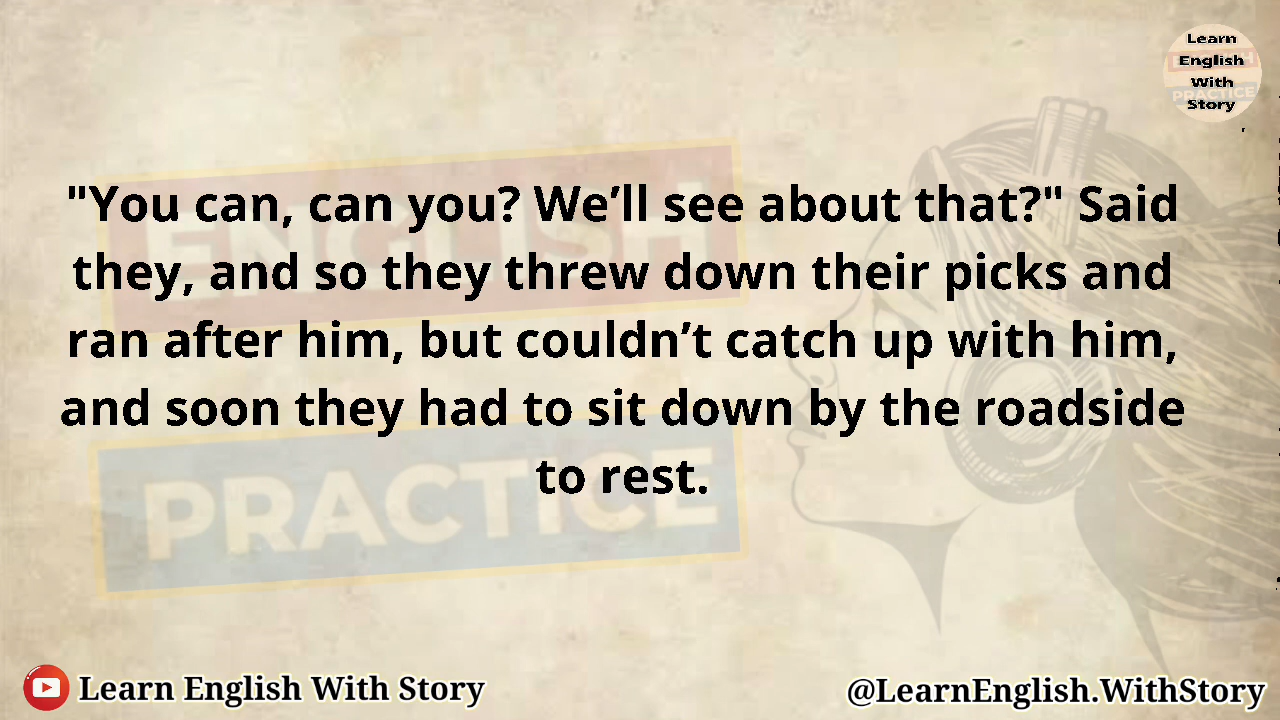 Learn
English
With
Story
"You can, can you? We’ll see about that?" Said
they, and so they threw down their picks and
ran after him, but couldn’t catch up with him,
and soon they had to sit down by the roadside
to rest.
ENGLISH
PRACTICE
Learn English With Story
@LearnEnglish.WithStory